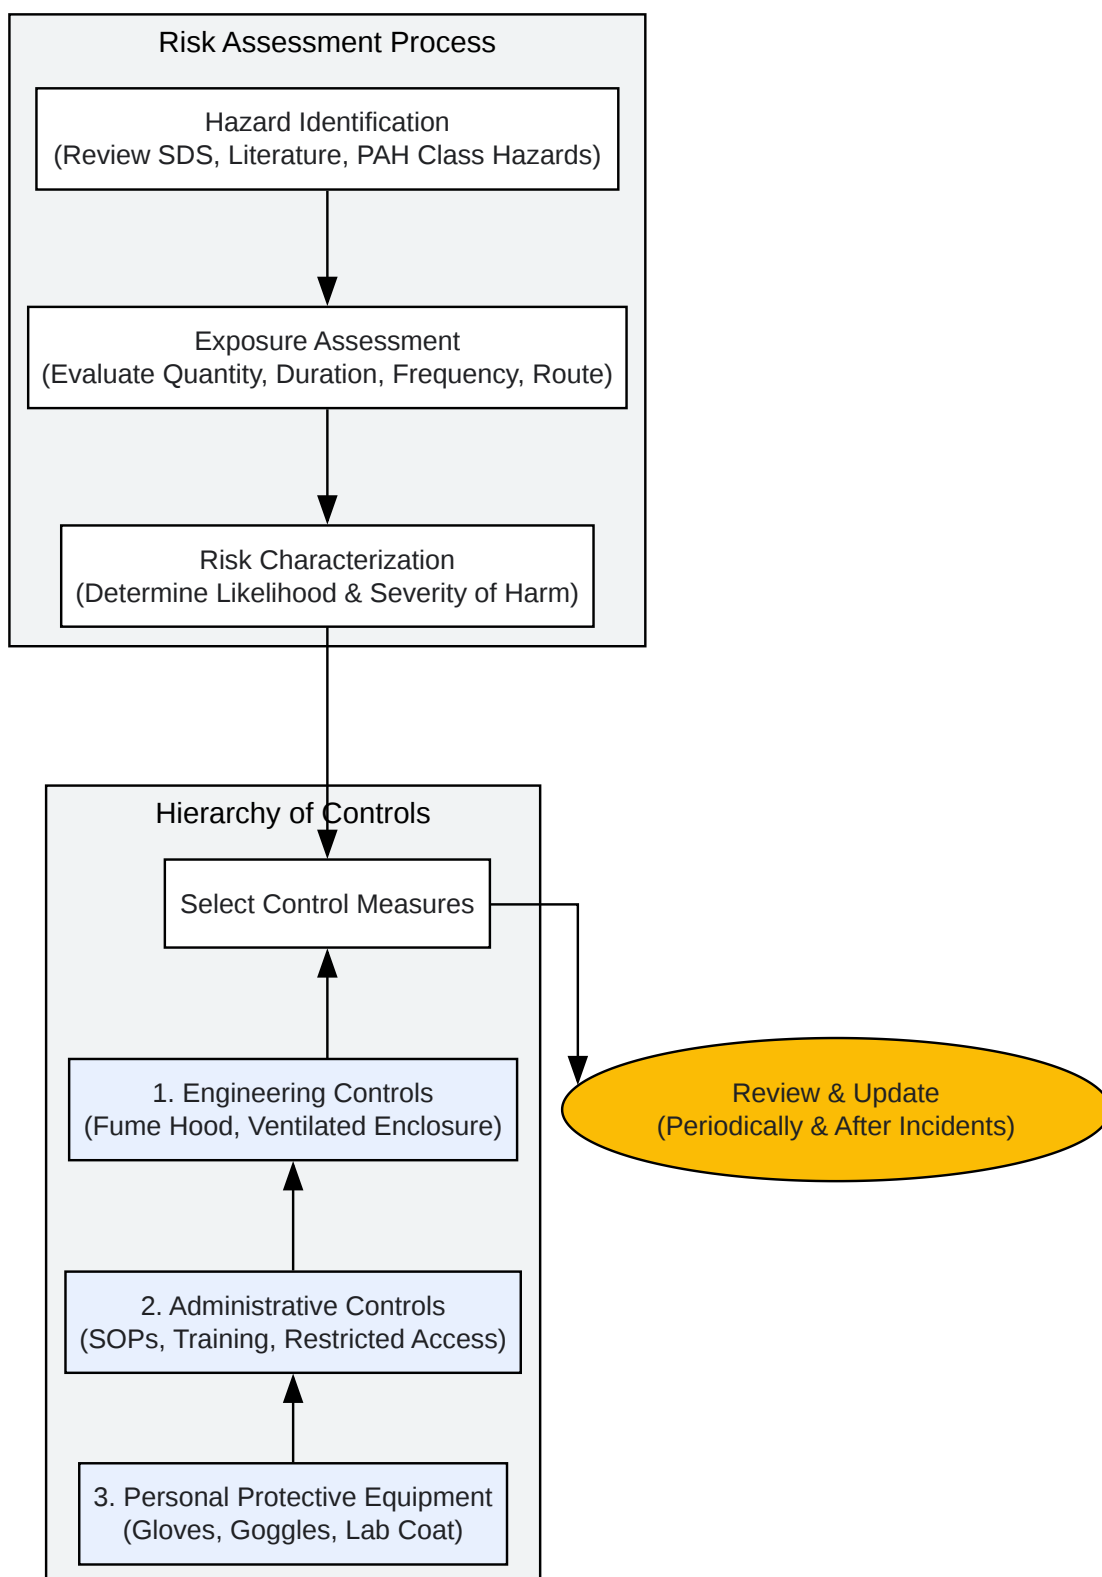 Risk Assessment Process
Hazard Identification
(Review SDS, Literature, PAH Class Hazards)
Exposure Assessment
(Evaluate Quantity, Duration, Frequency, Route)
Risk Characterization
(Determine Likelihood & Severity of Harm)
Hierarchy of Controls
Select Control Measures
1. Engineering Controls
(Fume Hood, Ventilated Enclosure)
Review & Update
(Periodically & After Incidents)
2. Administrative Controls
(SOPs, Training, Restricted Access)
3. Personal Protective Equipment
(Gloves, Goggles, Lab Coat)